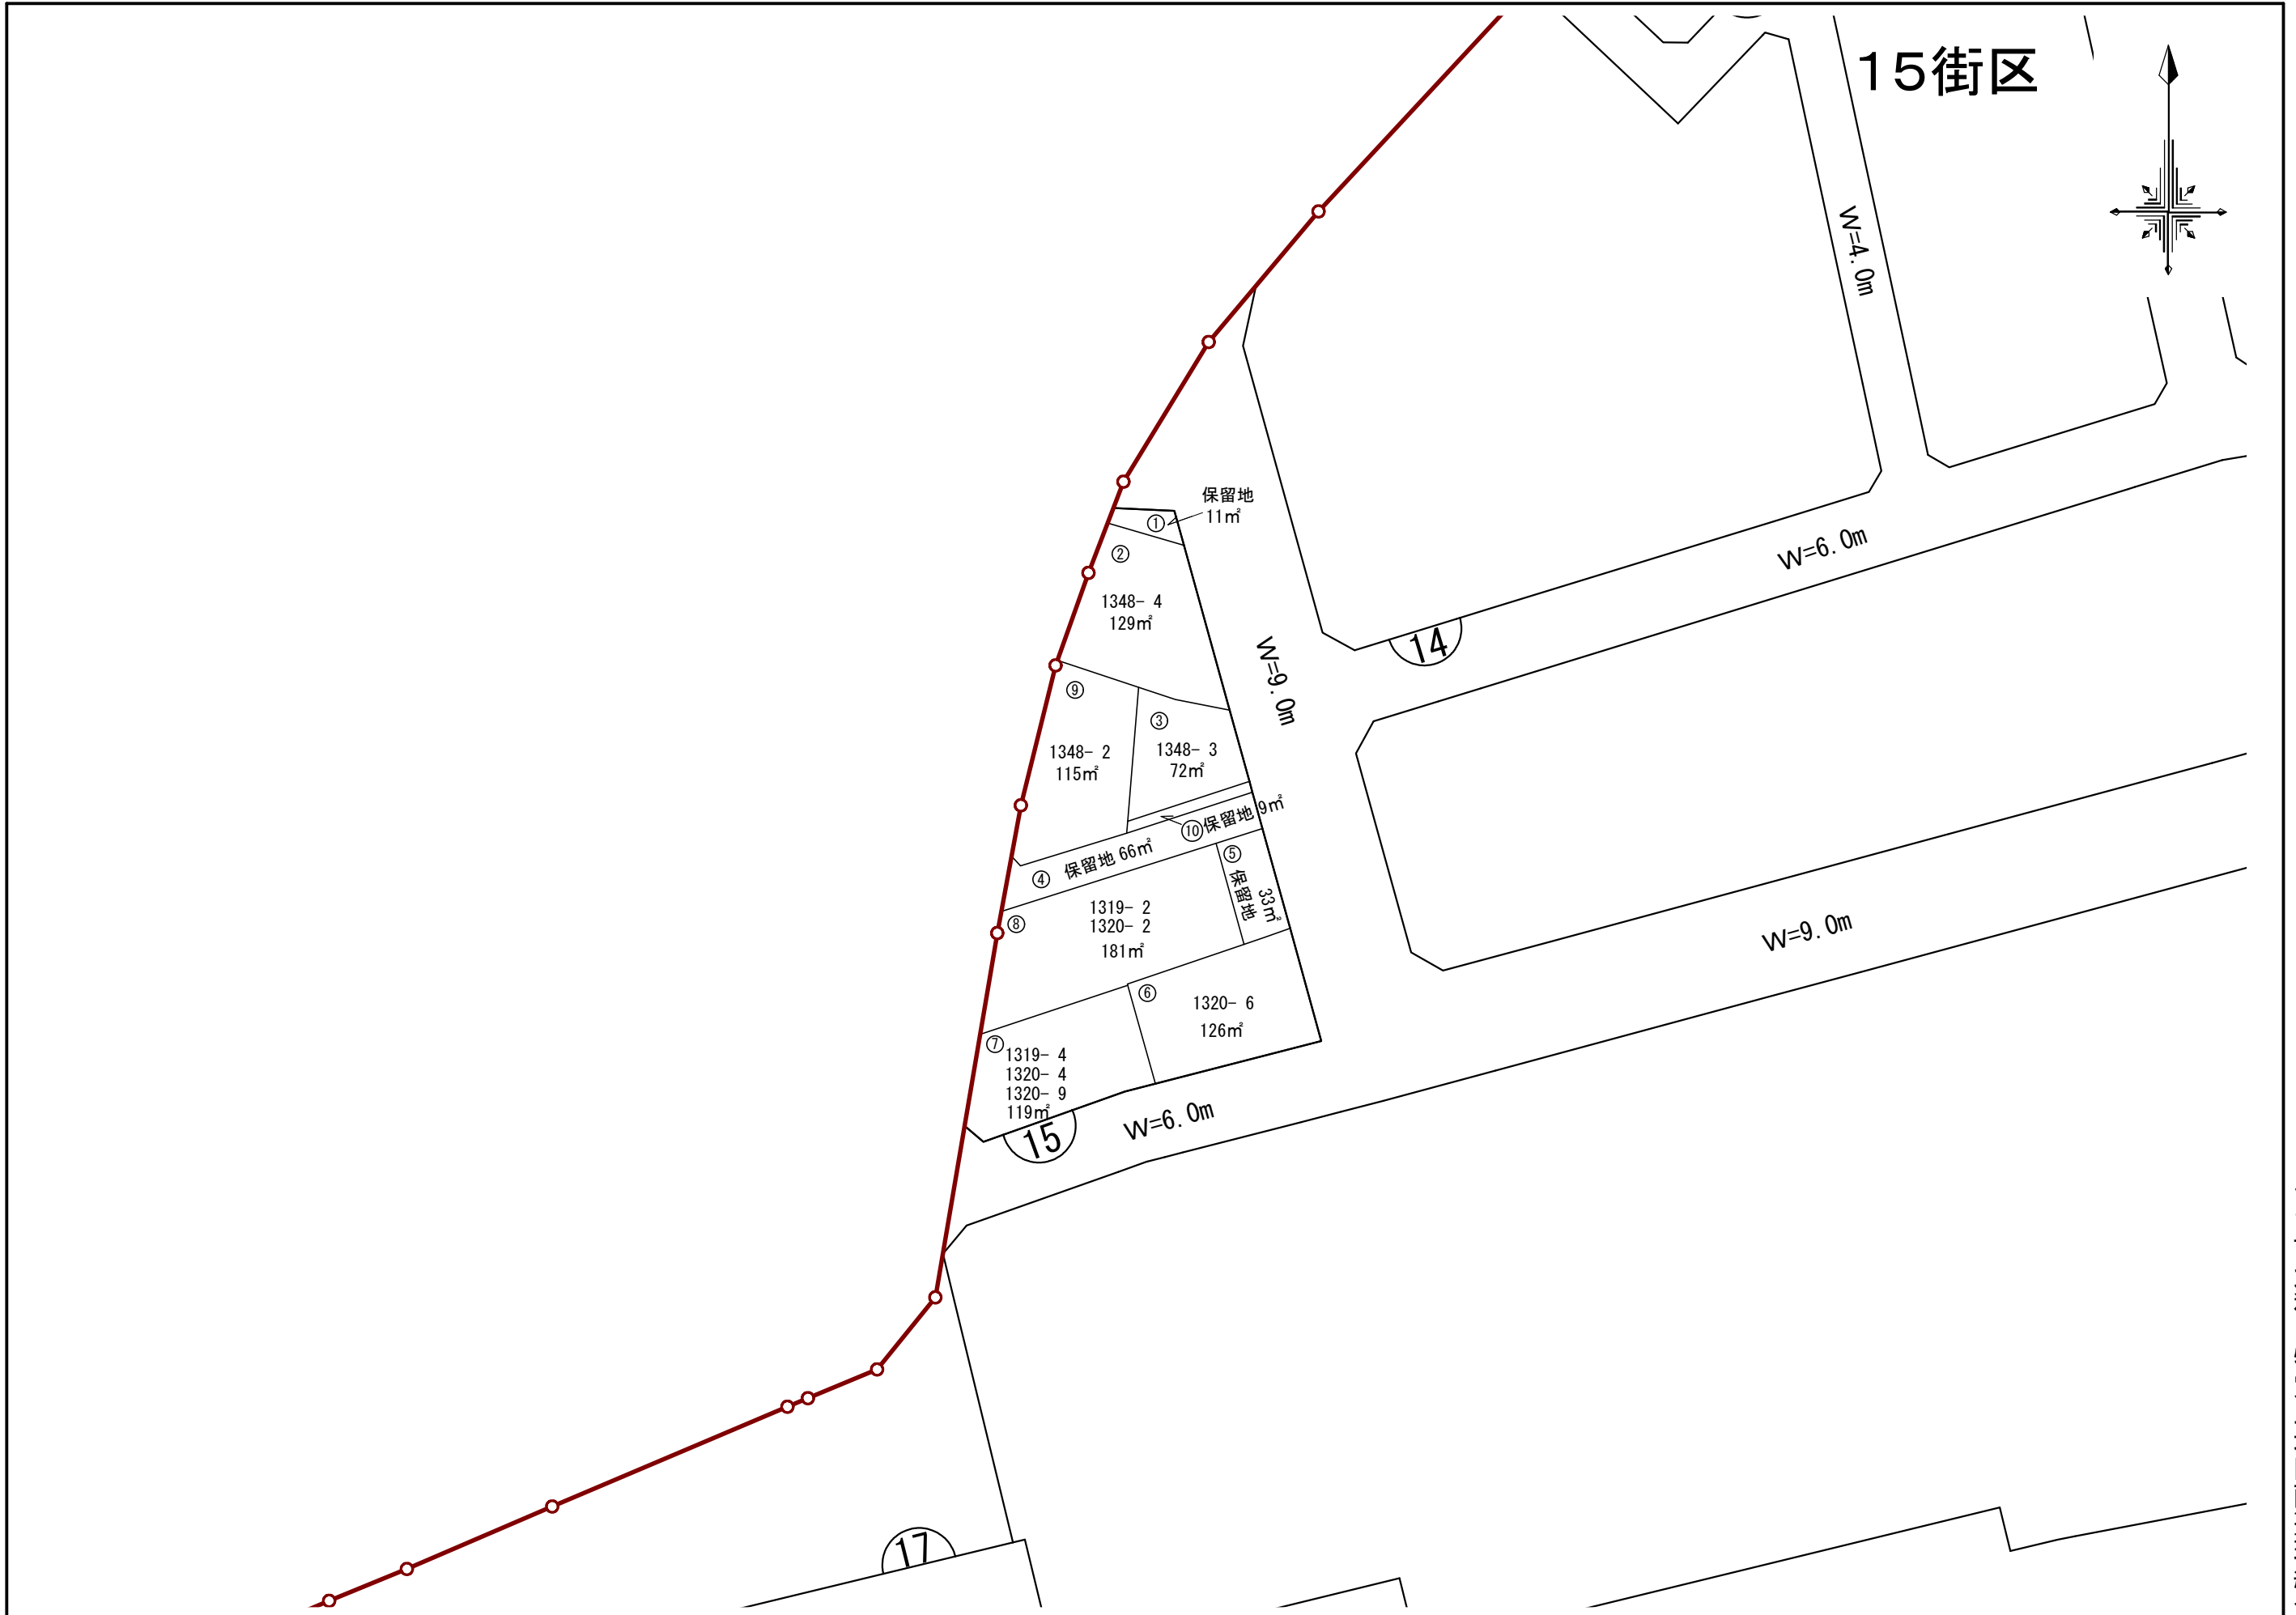 15街区
W=4.0m
保留地
11㎡
①
②
1348- 4
129㎡
W=6.0m
14
W=9.0m
⑨
③
1348- 2
115㎡
1348- 3
72㎡
⑩保留地 9㎡
④ 保留地 66㎡
⑤
保留地
33㎡
⑧
1319- 2
1320- 2
181㎡
W=9.0m
⑥
1320- 6
126㎡
⑦
1319- 4
1320- 4
1320- 9
119㎡
15
W=6.0m
17